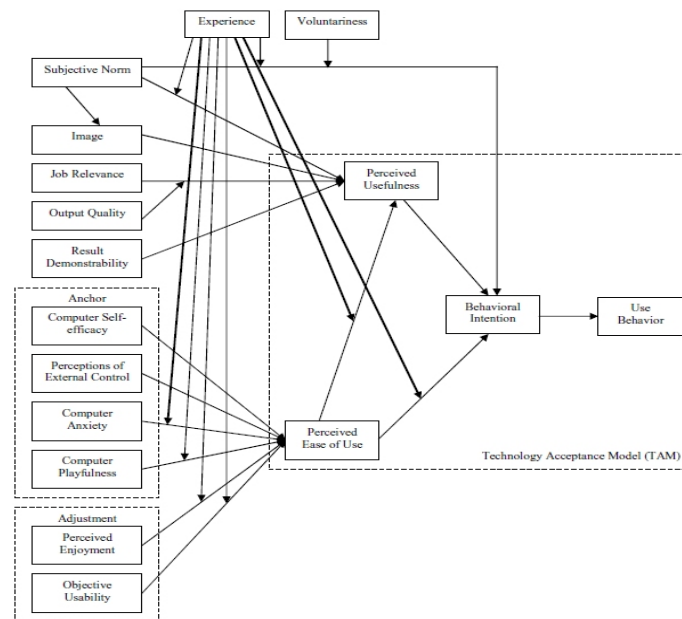 Experience
Voluntariness
Subjective Norm
Image
Job Relevance
Output Quality
Result
Demonstrability
Perceived
Usefulness
Anchor
Computer Self-
efficacy
Perceptions of
External Control
Computer
Anxiety
Computer
Playfulness
Behavioral
Intention
Use
Behavior
Perceived
Ease of Use
Technology Acceptance Model (TAM)
Adjustment
Perceived
Enjoyment
Objective
Usability